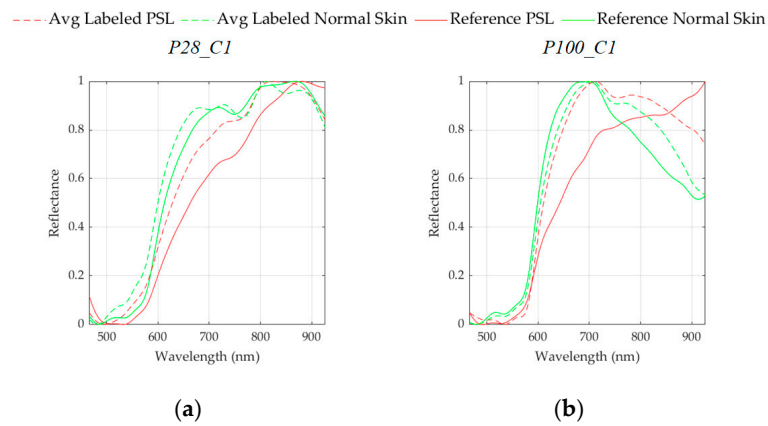 Avg Labeled PSL Avg Labeled Normal Skin Reference PSL Reference Normal Skin
P28_C1 P100_C1
1 1
0.8 0.8
0.6 0.6
0.4 0.4
0.2 0.2
0 0
Reflectance Reflectance
500 600 700 800 900 500 600 700 800 900
Wavelength (nm) Wavelength (nm)
(a) (b)